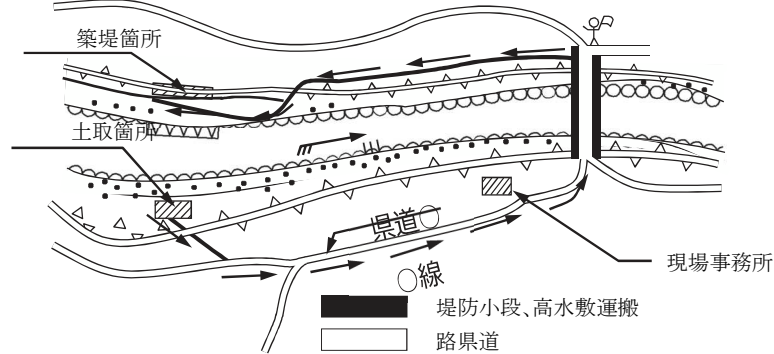 築堤箇所
土取箇所
川
県道○
○線
現場事務所
堤防小段、高水敷運搬
路県道